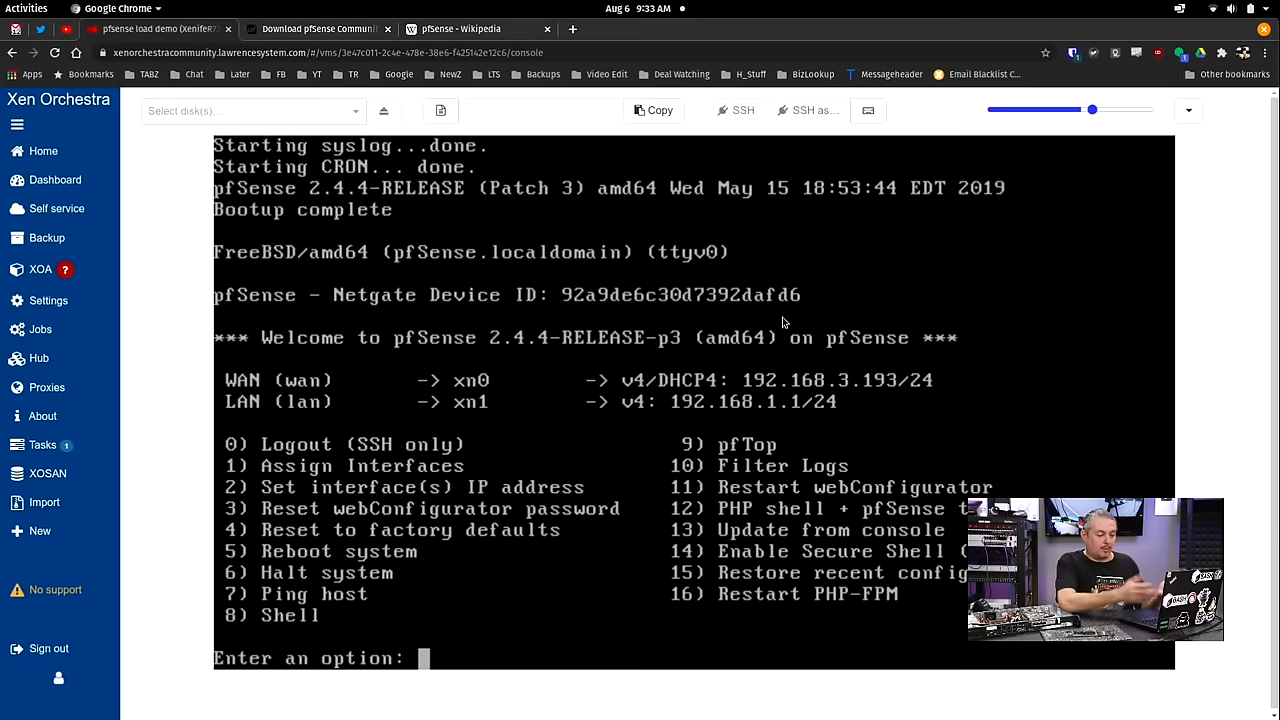 Activities
Google Chrome
Aug 6 9:33 AM
pfsense load demo (XenifeR7
Download pfSense Communi
pfSense - Wikipedia
xenorchestracommunity.lawrencesystem.com/#/vms/3e47c011-2c4e-478e-38e6-f425142e12c6/console
Apps
Bookmarks
TABZ
Chat
Later
FB
YT
TR
Google
NewZ
LTS
Backups
Video Edit
Deal Watching
H_Stuff
BizLookup
Messageheader
Email Blacklist C...
Other bookmarks
Xen Orchestra
Select disk(s)...
Copy
SSH
SSH as...
Home
Dashboard
Self service
Backup
XOA ?
Settings
Jobs
Hub
Proxies
About
Tasks 1
XOSAN
Import
New
No support
Sign out
Starting syslog...done.
Starting CRON... done.
pfSense 2.4.4-RELEASE (Patch 3) amd64 Wed May 15 18:53:44 EDT 2019
Bootup complete
FreeBSD/amd64 (pfSense.localdomain) (ttyv0)
pfSense - Netgate Device ID: 92a9de6c30d7392dafd6
*** Welcome to pfSense 2.4.4-RELEASE-p3 (amd64) on pfSense ***
WAN (wan) -> xn0 -> v4/DHCP4: 192.168.3.193/24
LAN (lan) -> xn1 -> v4: 192.168.1.1/24
0) Logout (SSH only) 9) pfTop
1) Assign Interfaces 10) Filter Logs
2) Set interface(s) IP address 11) Restart webConfigurator
3) Reset webConfigurator password 12) PHP shell + pfSense t
4) Reset to factory defaults 13) Update from console
5) Reboot system 14) Enable Secure Shell (
6) Halt system 15) Restore recent config
7) Ping host 16) Restart PHP-FPM
8) Shell
Enter an option:
BASH